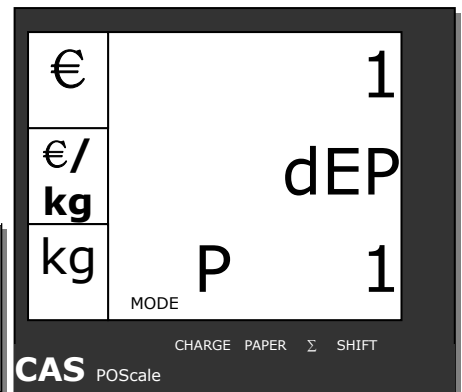 € 1
€/ kg dEP
kg P 1
MODE
CHARGE PAPER Σ SHIFT
CAS POScale